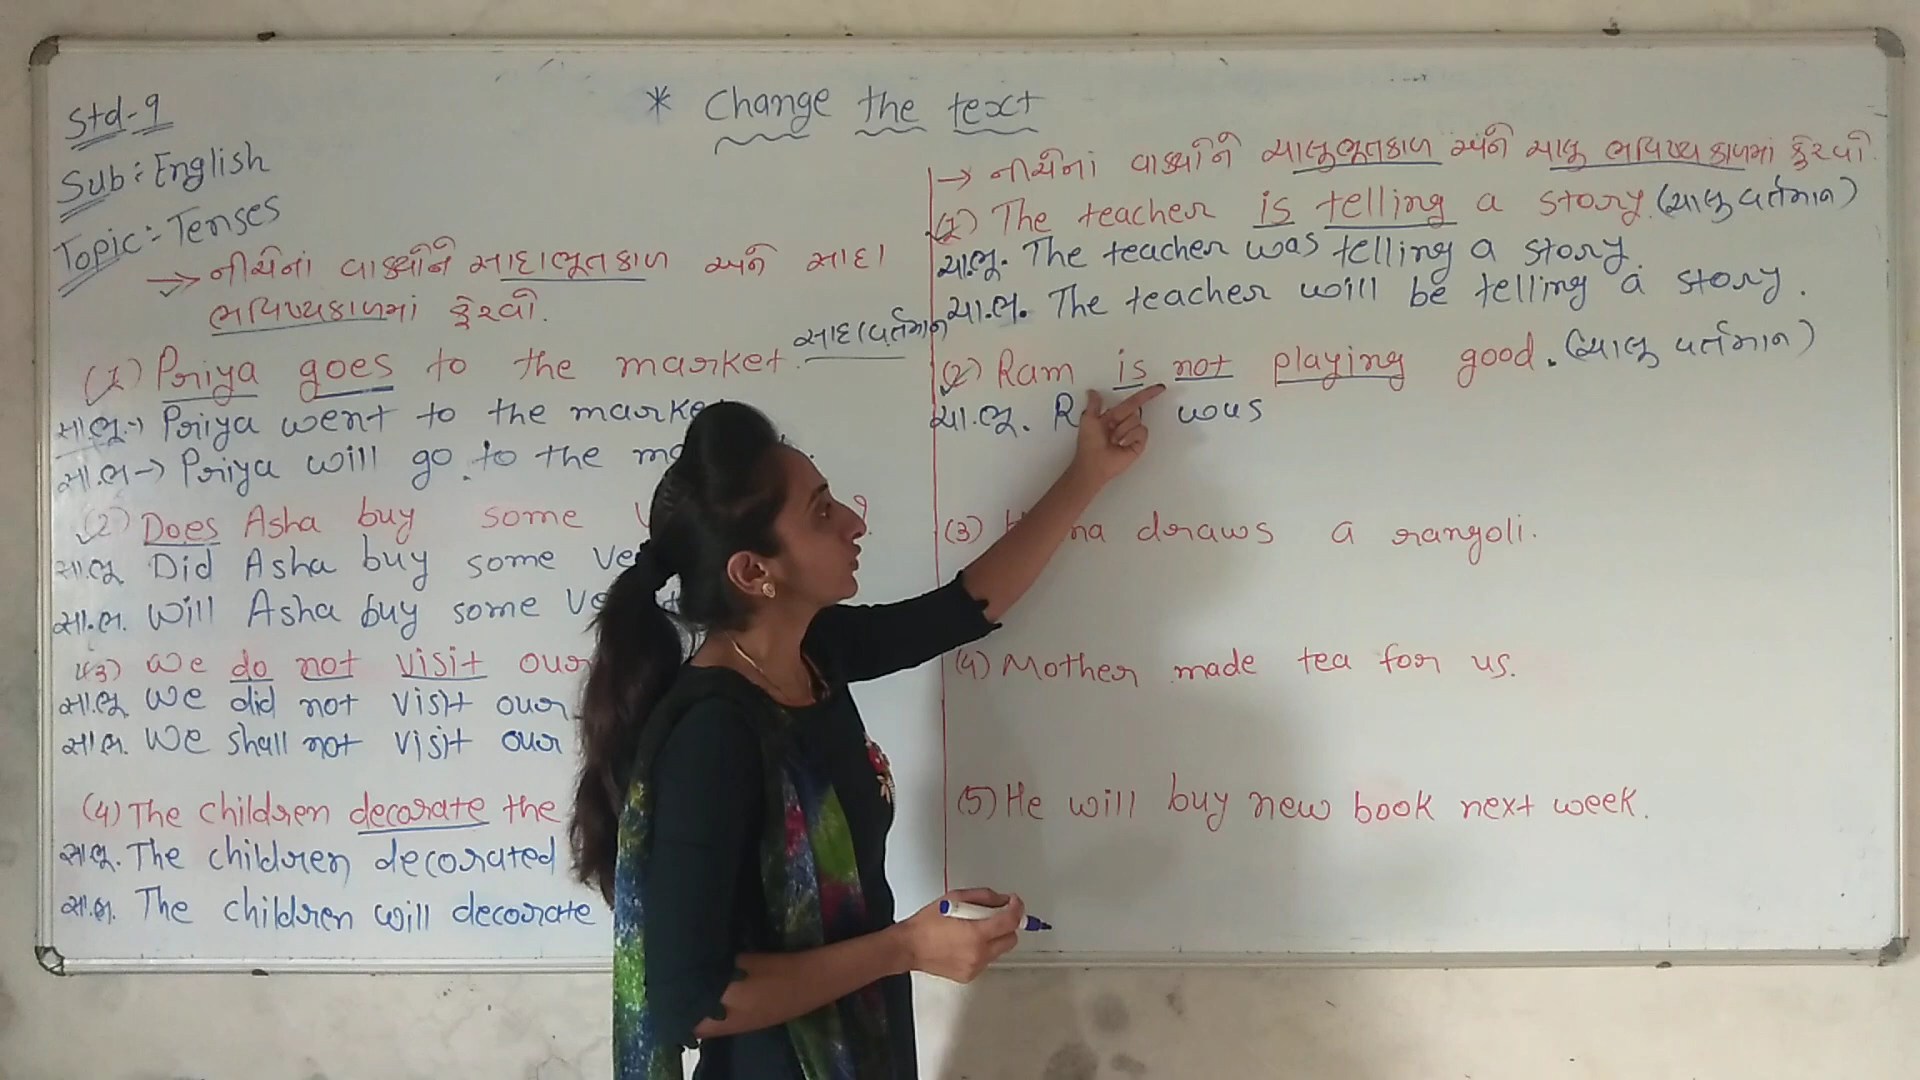 * Change the text
Std-9
Sub: English
Topic:- Tenses
→ નીચેનાં વાક્યોને સાદાભૂતકાળ અને સાદા
ભવિષ્યકાળમાં ફેરવો.
(1) Priya goes to the market. સાદા વર્તમાન
સા.ભૂ.→ Priya went to the
સા.ભ→ Priya will go to the
(2) Does Asha buy some ?
સા.ભૂ. Did Asha buy some
સા.ભ. Will Asha buy some
(3) We do not visit our
સા.ભૂ. We did not visit our
સા.ભ. We shall not visit our
(4) The children decorate the
સા.ભૂ. The children decorated
સા.ભ. The children will decorate
→ નીચેનાં વાક્યોને ચાલુભૂતકાળ અને ચાલુ ભવિષ્યકાળમાં ફેરવો.
(1) The teacher is telling a story. (ચાલુ વર્તમાન)
ચા.ભૂ. The teacher was telling a story.
ચા.ભ. The teacher will be telling a story.
(2) Ram is not playing good. (ચાલુ વર્તમાન)
ચા.ભૂ. was
(3) draws a rangoli.
(4) Mother made tea for us.
(5) He will buy new book next week.